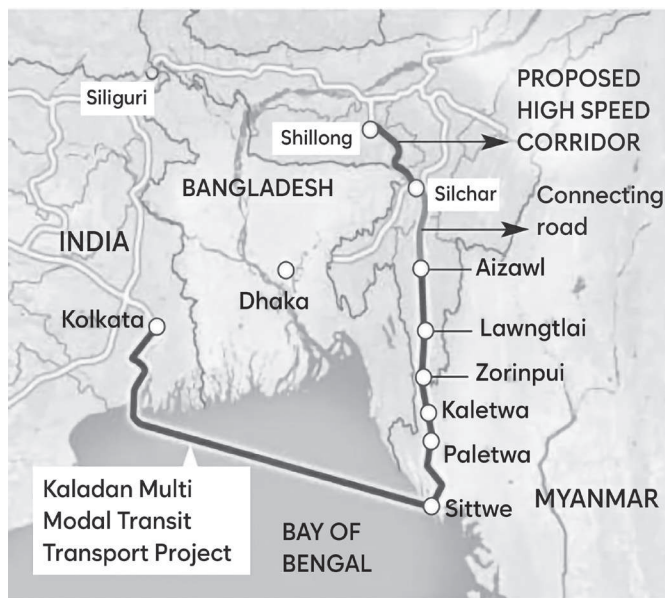 Siliguri
PROPOSED
HIGH SPEED
CORRIDOR
Shillong
BANGLADESH
Silchar
Connecting
road
INDIA
Aizawl
Dhaka
Kolkata
Lawngtlai
Zorinpui
Kaletwa
Paletwa
Kaladan Multi
Modal Transit
Transport Project
Sittwe
MYANMAR
BAY OF
BENGAL